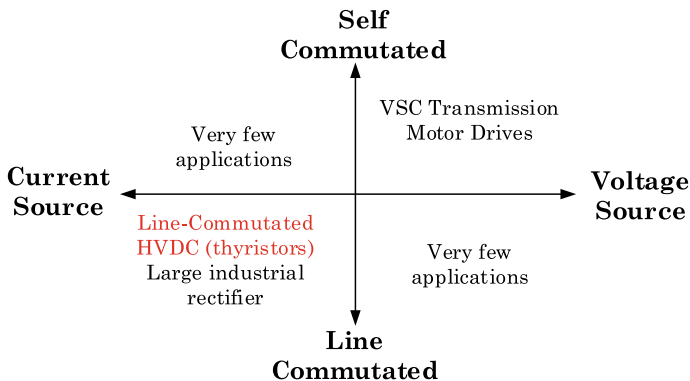 Self
Commutated
VSC Transmission
Motor Drives
Very few
applications
Current
Source
Voltage
Source
Line-Commutated
HVDC (thyristors)
Large industrial
rectifier
Very few
applications
Line
Commutated